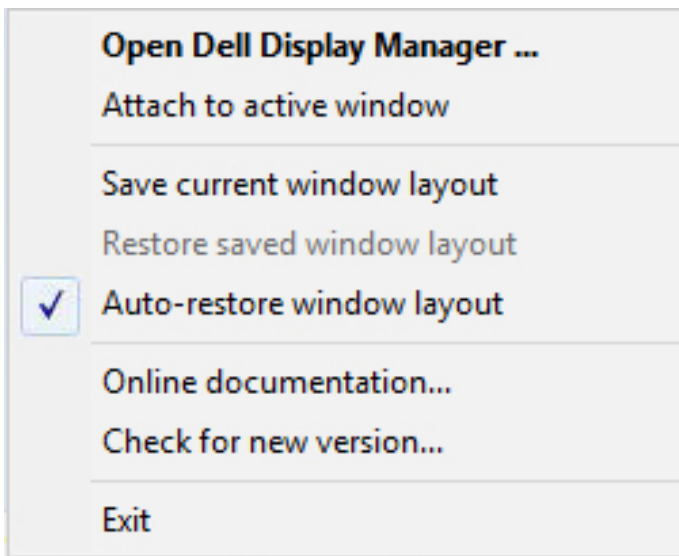 Open Dell Display Manager ...
Attach to active window
Save current window layout
Restore saved window layout
Auto-restore window layout
Online documentation...
Check for new version...
Exit